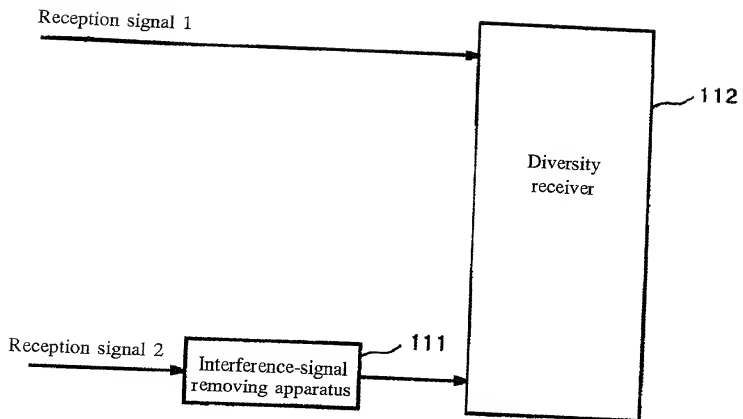 Reception signal 1
112
Diversity
receiver
Reception signal 2
111
Interference-signal
removing apparatus